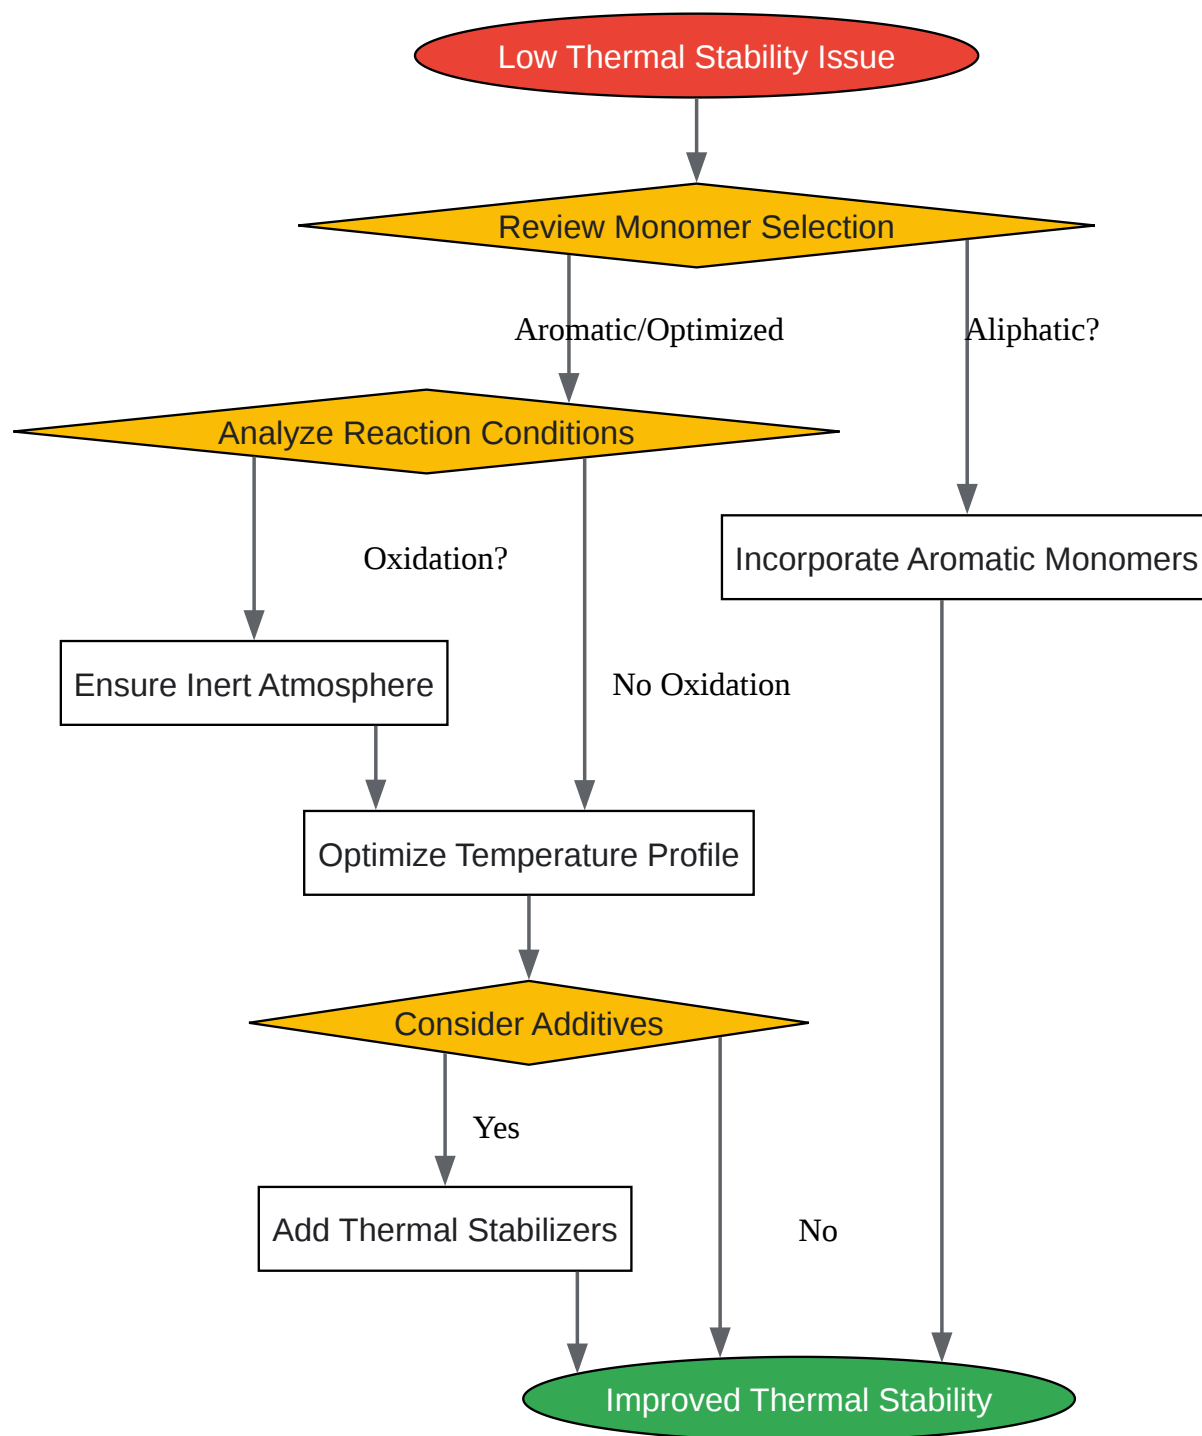 Low Thermal Stability Issue
Review Monomer Selection
Aromatic/Optimized
Aliphatic?
Analyze Reaction Conditions
Oxidation?
Incorporate Aromatic Monomers
Ensure Inert Atmosphere
No Oxidation
Optimize Temperature Profile
Consider Additives
Yes
Add Thermal Stabilizers
No
Improved Thermal Stability